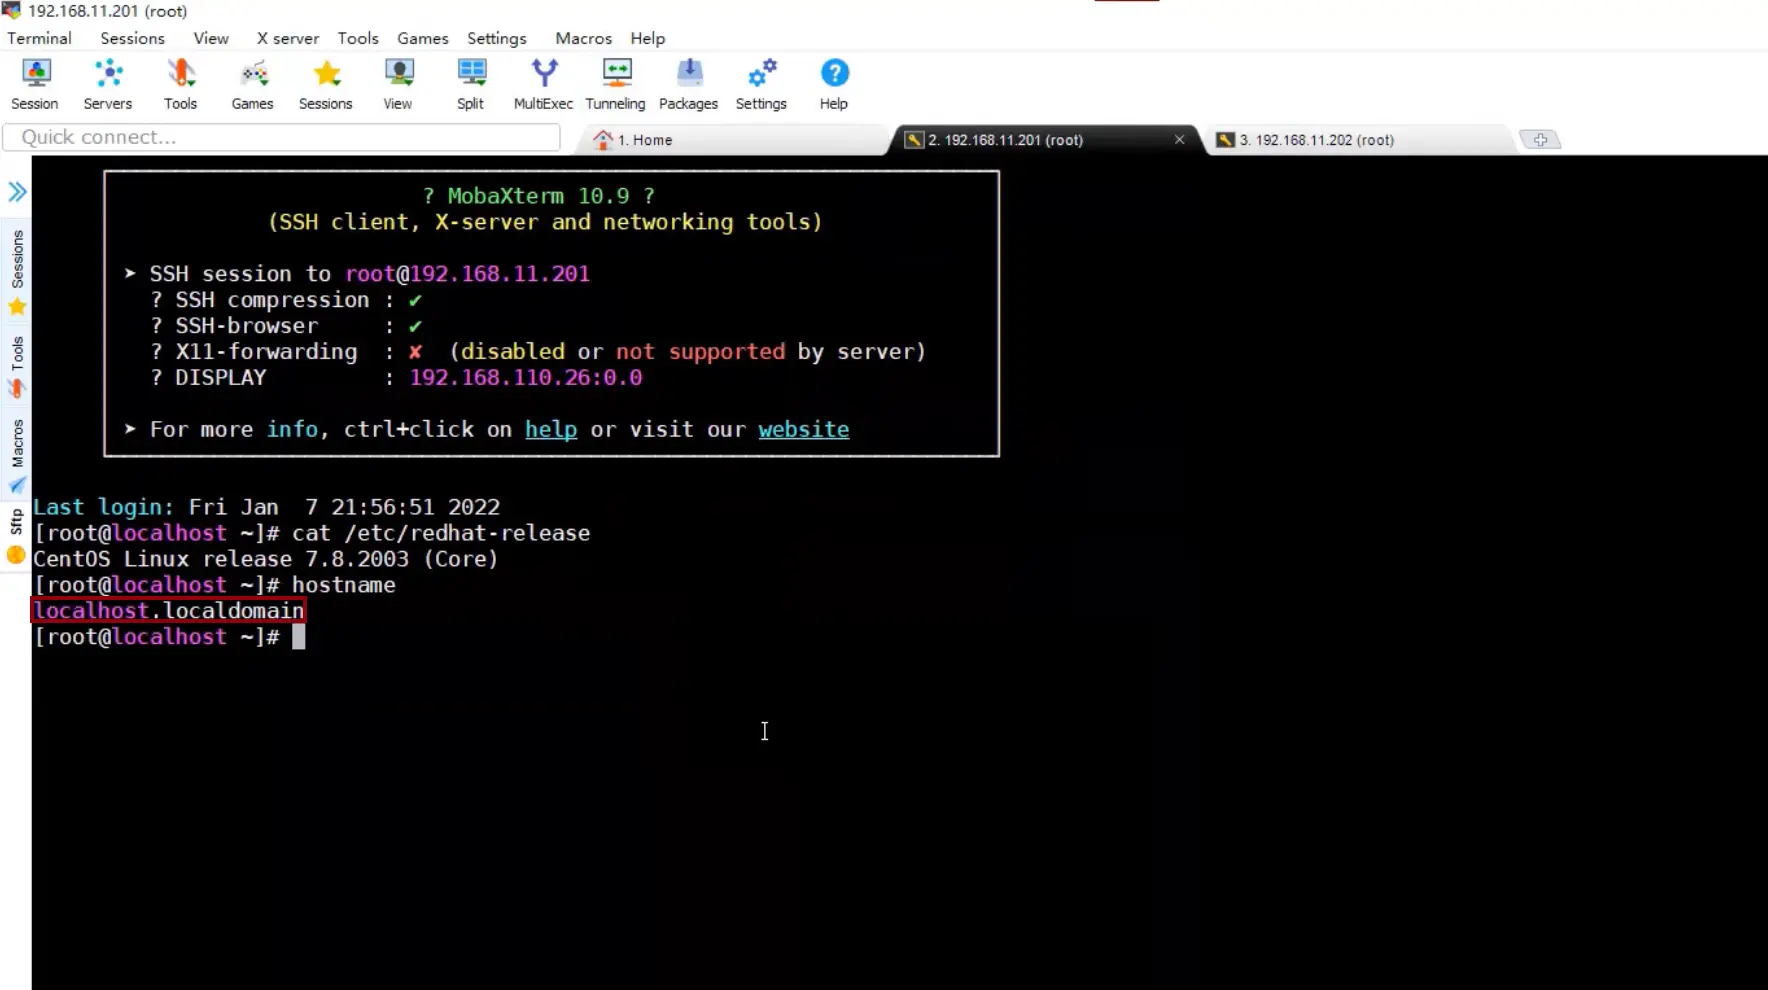 192.168.11.201 (root)
Terminal Sessions View X server Tools Games Settings Macros Help
Session Servers Tools Games Sessions View Split MultiExec Tunneling Packages Settings Help
Quick connect...
1. Home
2. 192.168.11.201 (root)
3. 192.168.11.202 (root)
Sessions
Tools
Macros
Sftp
? MobaXterm 10.9 ?
(SSH client, X-server and networking tools)
➤ SSH session to root@192.168.11.201
? SSH compression : ✔
? SSH-browser : ✔
? X11-forwarding : ✘ (disabled or not supported by server)
? DISPLAY : 192.168.110.26:0.0
➤ For more info, ctrl+click on help or visit our website
Last login: Fri Jan  7 21:56:51 2022
[root@localhost ~]# cat /etc/redhat-release
CentOS Linux release 7.8.2003 (Core)
[root@localhost ~]# hostname
localhost.localdomain
[root@localhost ~]#